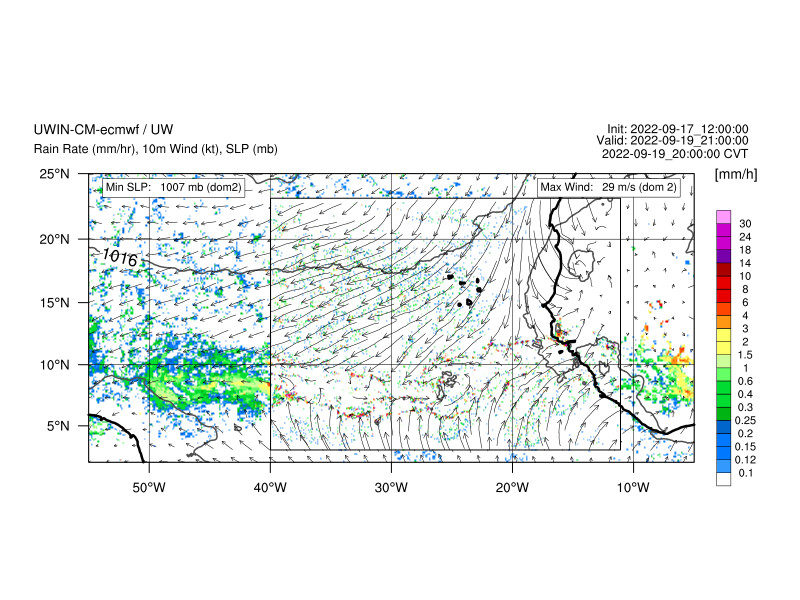 UWIN-CM-ecmwf / UW
Init: 2022-09-17_12:00:00
Rain Rate (mm/hr), 10m Wind (kt), SLP (mb)
Valid: 2022-09-19_21:00:00
2022-09-19_20:00:00 CVT
[mm/h]
25°N
Min SLP: 1007 mb (dom2)
Max Wind: 29 m/s (dom 2)
20°N
1016
15°N
10°N
5°N
50°W
40°W
30°W
20°W
10°W
30
24
18
14
10
8
6
4
3
2
1.5
1
0.6
0.4
0.3
0.25
0.2
0.15
0.12
0.1